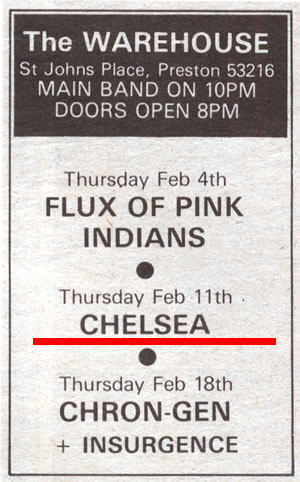 The WAREHOUSE
St Johns Place, Preston 53216
MAIN BAND ON 10PM
DOORS OPEN 8PM
Thursday Feb 4th
FLUX OF PINK
INDIANS
Thursday Feb 11th
CHELSEA
Thursday Feb 18th
CHRON-GEN
+ INSURGENCE